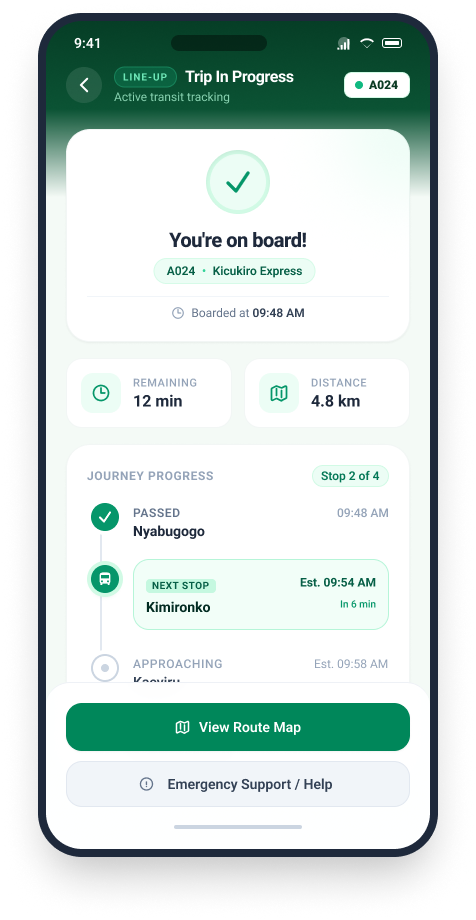 9:41
LINE-UP Trip In Progress
Active transit tracking
A024
You're on board!
A024 • Kicukiro Express
Boarded at 09:48 AM
REMAINING
12 min
DISTANCE
4.8 km
JOURNEY PROGRESS
Stop 2 of 4
PASSED
09:48 AM
Nyabugogo
NEXT STOP
Est. 09:54 AM
Kimironko
In 6 min
APPROACHING
Est. 09:58 AM
View Route Map
Emergency Support / Help